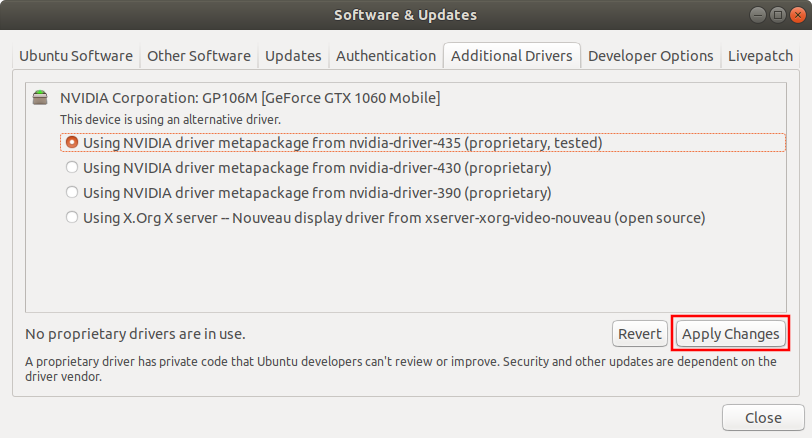 Software & Updates
Ubuntu Software
Other Software
Updates
Authentication
Additional Drivers
Developer Options
Livepatch
NVIDIA Corporation: GP106M [GeForce GTX 1060 Mobile]
This device is using an alternative driver.
Using NVIDIA driver metapackage from nvidia-driver-435 (proprietary, tested)
Using NVIDIA driver metapackage from nvidia-driver-430 (proprietary)
Using NVIDIA driver metapackage from nvidia-driver-390 (proprietary)
Using X.Org X server -- Nouveau display driver from xserver-xorg-video-nouveau (open source)
No proprietary drivers are in use.
Revert
Apply Changes
A proprietary driver has private code that Ubuntu developers can't review or improve. Security and other updates are dependent on the
driver vendor.
Close